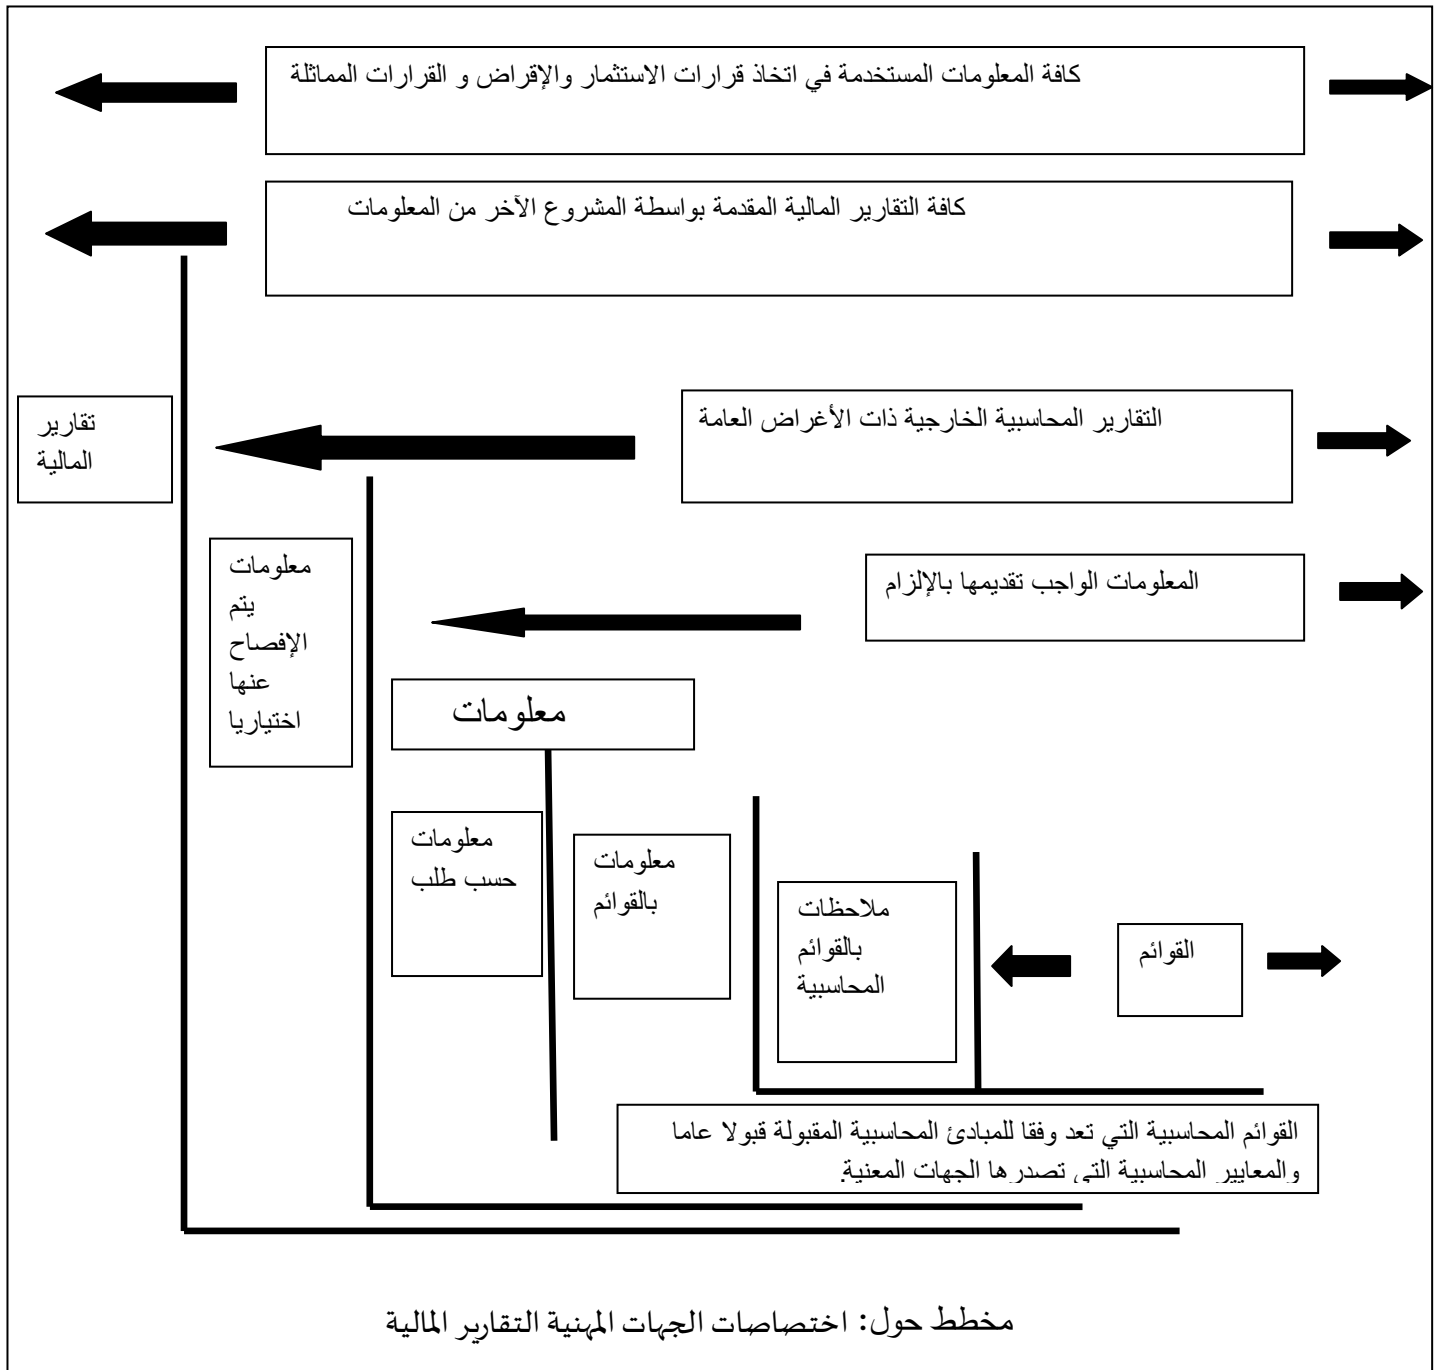 كافة المعلومات المستخدمة في اتخاذ قرارات الاستثمار والإقراض و القرارات المماثلة
كافة التقارير المالية المقدمة بواسطة المشروع الآخر من المعلومات
التقارير المحاسبية الخارجية ذات الأغراض العامة
تقارير
المالية
المعلومات الواجب تقديمها بالإلزام
معلومات
يتم
الإفصاح
عنها
اختياريا
معلومات
القوائم
ملاحظات
بالقوائم
المحاسبية
معلومات
بالقوائم
معلومات
حسب طلب
القوائم المحاسبية التي تعد وفقا للمبادئ المحاسبية المقبولة قبولا عاما
والمعايير المحاسبية التي تصدرها الجهات المعنية.
مخطط حول: اختصاصات الجهات المهنية التقارير المالية